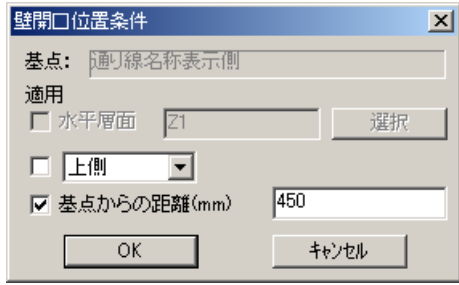 壁開口位置条件
基点: 通り線名称表示側
適用
水平層面 Z1 選択
上側
基点からの距離(mm) 450
OK ｷｬﾝｾﾙ